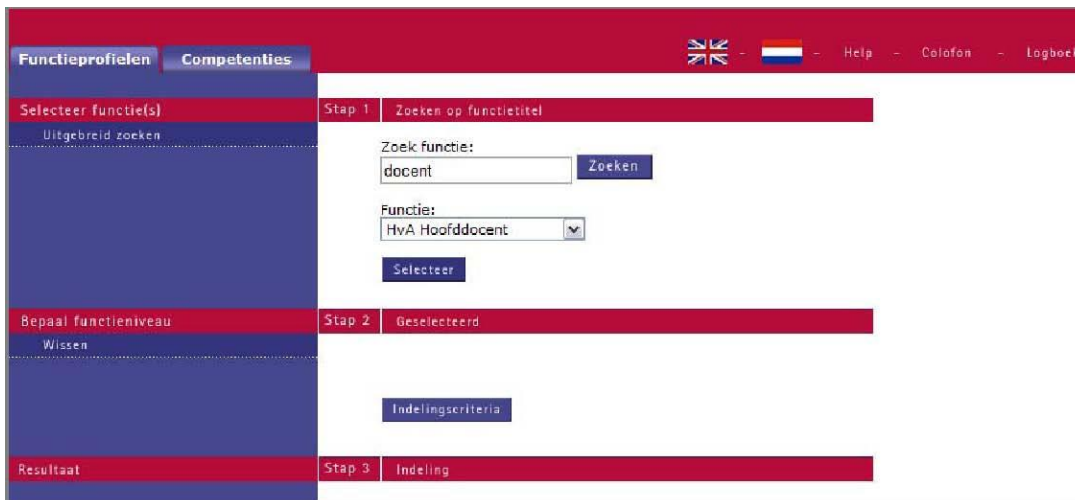 Functieprofielen Competenties - - Help - Colofon - Logboek
Selecteer functie(s) Stap 1 Zoeken op functietitel
Uitgebreid zoeken
Zoek functie:
docent Zoeken
Functie:
HvA Hoofddocent
Selecteer
Bepaal functieniveau Stap 2 Geselecteerd
Wissen
Indelingscriteria
Resultaat Stap 3 Indeling